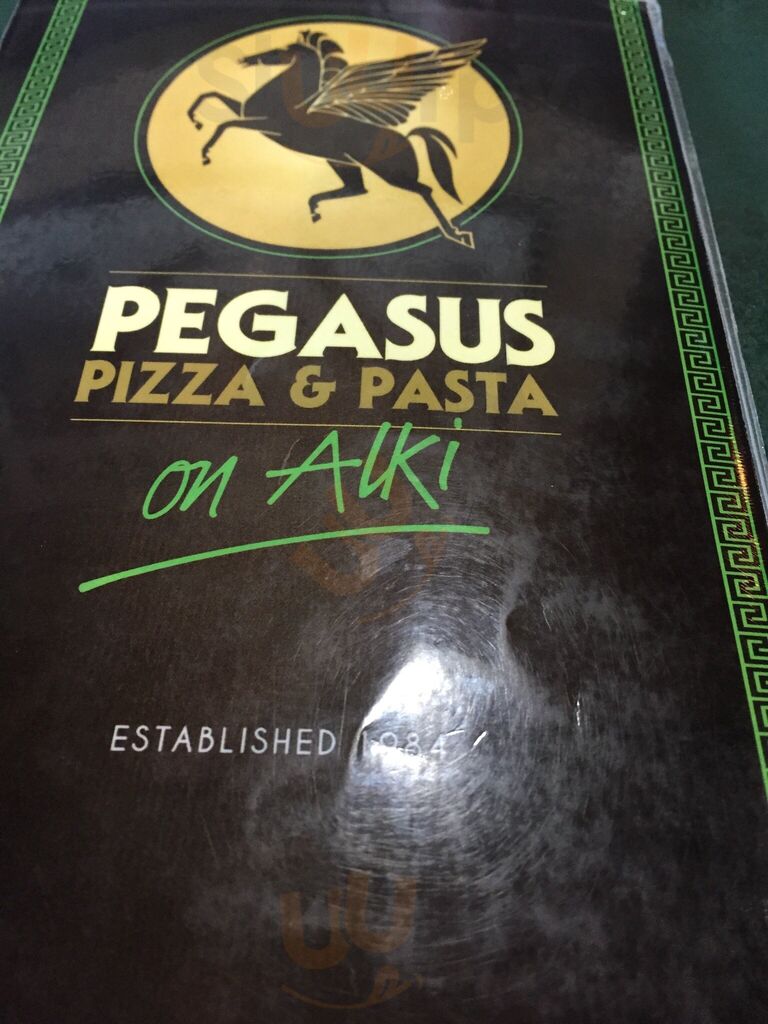 PEGASUS
PIZZA & PASTA
on Alki
ESTABLISHED 1984